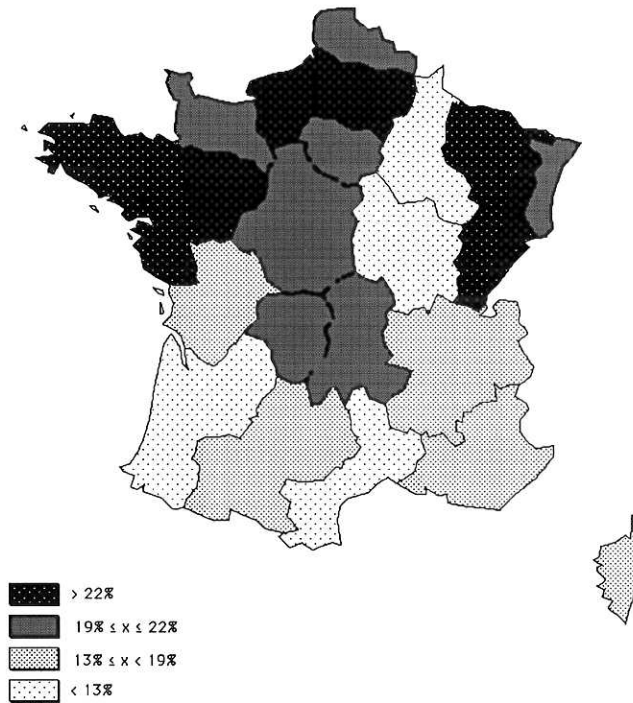 > 22%
19% ≤ x ≤ 22%
13% ≤ x < 19%
< 13%